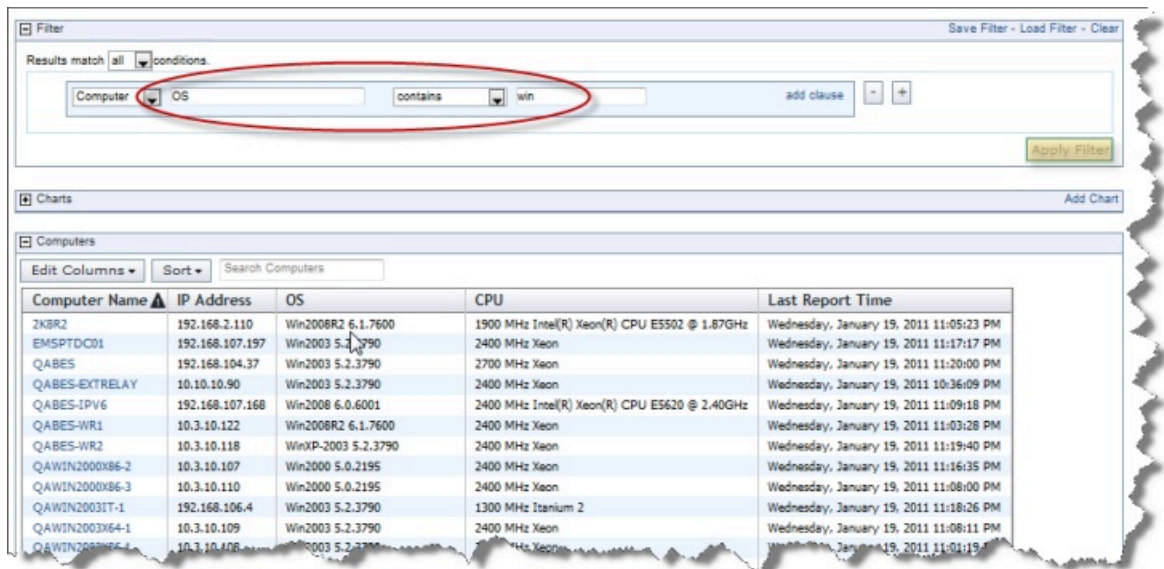 Filter Save Filter - Load Filter - Clear
Results match all conditions.
Computer OS contains win add clause - +
Apply Filter
Charts Add Chart
Computers
Edit Columns Sort Search Computers
Computer Name IP Address OS CPU Last Report Time
2K8R2 192.168.2.110 Win2008R2 6.1.7600 1900 MHz Intel(R) Xeon(R) CPU E5502 @ 1.87GHz Wednesday, January 19, 2011 11:05:23 PM
EMSPTDC01 192.168.107.197 Win2003 5.2.3790 2400 MHz Xeon Wednesday, January 19, 2011 11:17:17 PM
QABES 192.168.104.37 Win2003 5.2.3790 2700 MHz Xeon Wednesday, January 19, 2011 11:20:00 PM
QABES-EXTRELAY 10.10.10.90 Win2003 5.2.3790 2400 MHz Xeon Wednesday, January 19, 2011 10:36:09 PM
QABES-IPV6 192.168.107.168 Win2008 6.0.6001 2400 MHz Intel(R) Xeon(R) CPU E5620 @ 2.40GHz Wednesday, January 19, 2011 11:09:18 PM
QABES-WR1 10.3.10.122 Win2008R2 6.1.7600 2400 MHz Xeon Wednesday, January 19, 2011 11:03:28 PM
QABES-WR2 10.3.10.118 WinXP-2003 5.2.3790 2400 MHz Xeon Wednesday, January 19, 2011 11:19:40 PM
QAWIN2000X86-2 10.3.10.107 Win2000 5.0.2195 2400 MHz Xeon Wednesday, January 19, 2011 11:16:35 PM
QAWIN2000X86-3 10.3.10.110 Win2000 5.0.2195 2400 MHz Xeon Wednesday, January 19, 2011 11:08:00 PM
QAWIN2003IT-1 192.168.106.4 Win2003 5.2.3790 1300 MHz Itanium 2 Wednesday, January 19, 2011 11:18:26 PM
QAWIN2003X64-1 10.3.10.109 Win2003 5.2.3790 2400 MHz Xeon Wednesday, January 19, 2011 11:08:11 PM
10.3.10.108 Xeon 19, 2011 11:01:19